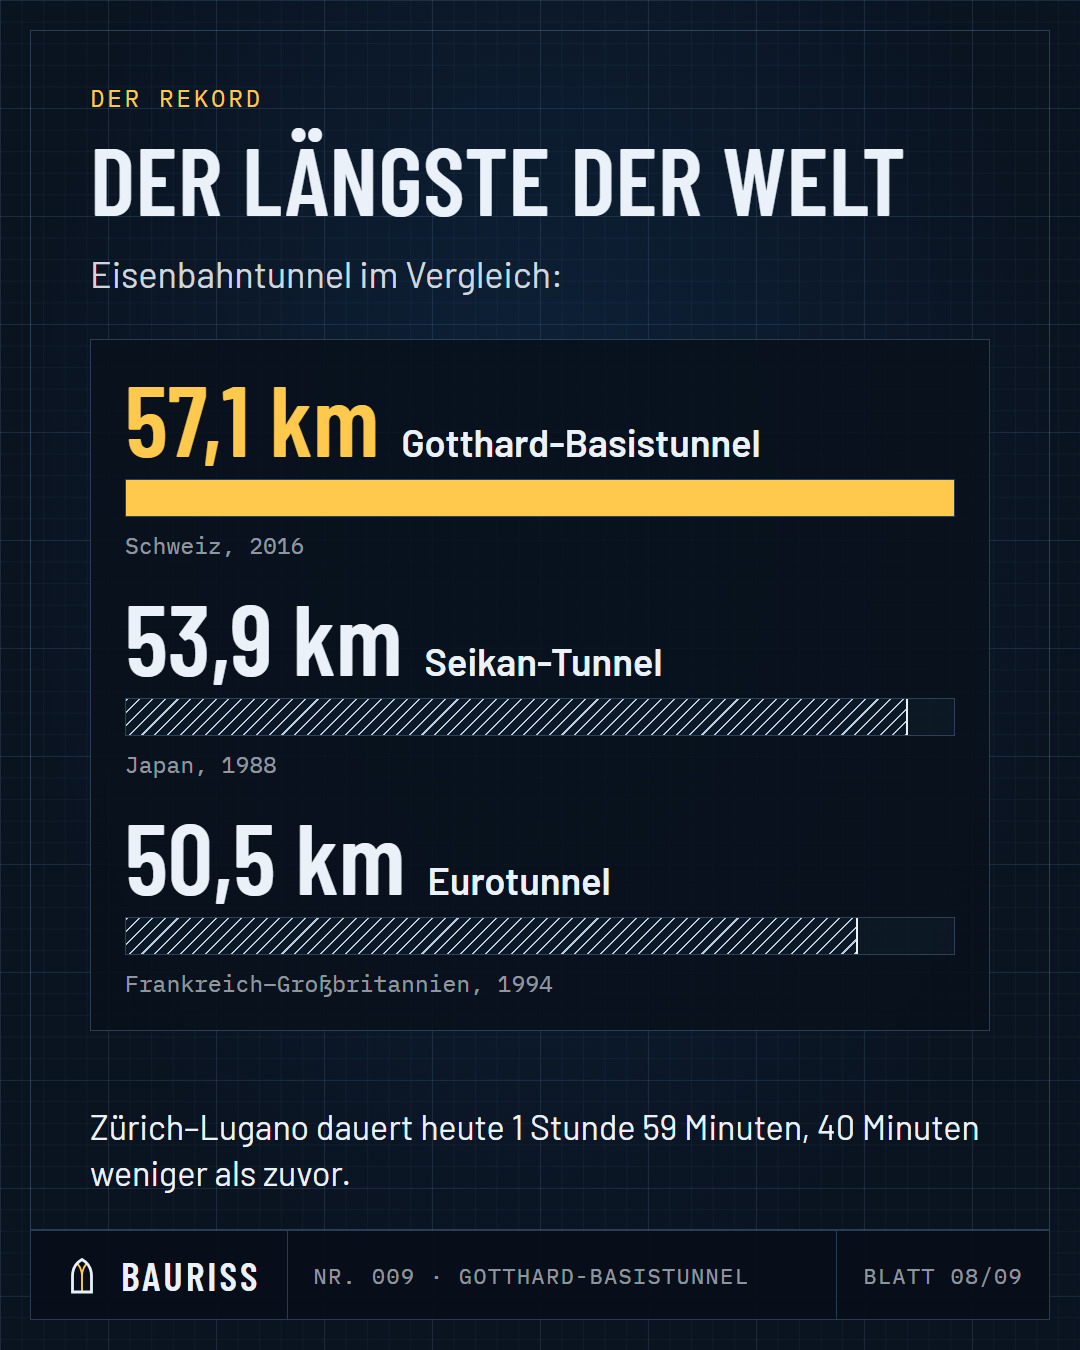 DER REKORD
DER LÄNGSTE DER WELT
Eisenbahntunnel im Vergleich:
57,1 km Gotthard-Basistunnel
Schweiz, 2016
53,9 km Seikan-Tunnel
Japan, 1988
50,5 km Eurotunnel
Frankreich–Großbritannien, 1994
Zürich–Lugano dauert heute 1 Stunde 59 Minuten, 40 Minuten
weniger als zuvor.
BAURISS NR. 009 · GOTTHARD-BASISTUNNEL BLATT 08/09